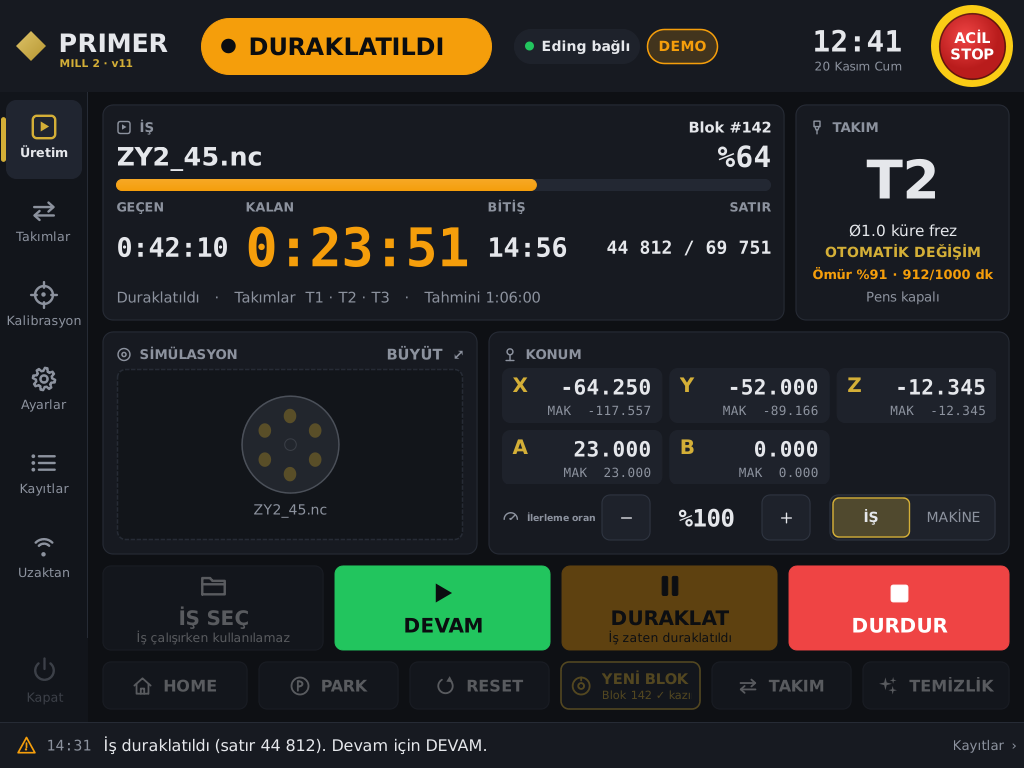 PRIMER
MILL 2 · v11
DURAKLATILDI
Eding bağlı
DEMO
12:41
20 Kasım Cum
ACİL
STOP
Üretim
Takımlar
Kalibrasyon
Ayarlar
Kayıtlar
Uzaktan
Kapat
İŞ
Blok #142
ZY2_45.nc
%64
GEÇEN
KALAN
BİTİŞ
SATIR
0:42:10
0:23:51
14:56
44 812 / 69 751
Duraklatıldı · Takımlar T1 · T2 · T3 · Tahmini 1:06:00
TAKIM
T2
Ø1.0 küre frez
OTOMATİK DEĞİŞİM
Ömür %91 · 912/1000 dk
Pens kapalı
SİMÜLASYON
BÜYÜT ⤢
ZY2_45.nc
KONUM
X -64.250
MAK -117.557
Y -52.000
MAK -89.166
Z -12.345
MAK -12.345
A 23.000
MAK 23.000
B 0.000
MAK 0.000
İlerleme oran
−
%100
+
İŞ
MAKİNE
İŞ SEÇ
İş çalışırken kullanılamaz
DEVAM
DURAKLAT
İş zaten duraklatıldı
DURDUR
HOME
PARK
RESET
YENİ BLOK
Blok 142 ✓ kazı
TAKIM
TEMİZLİK
14:31 İş duraklatıldı (satır 44 812). Devam için DEVAM.
Kayıtlar ›